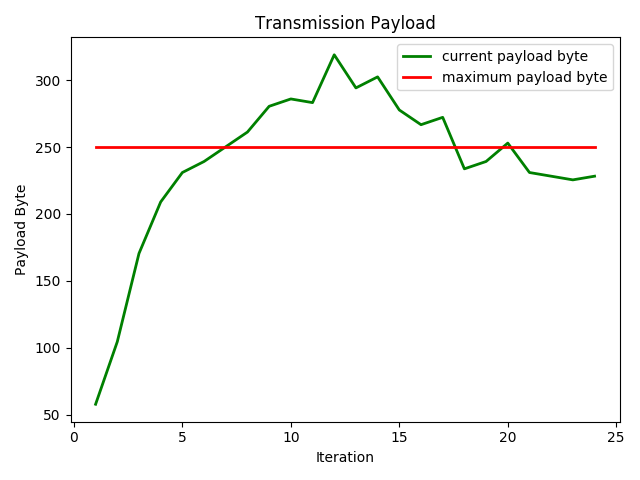 Transmission Payload
current payload byte
maximum payload byte
Payload Byte
300
250
200
150
100
50
0 5 10 15 20 25
Iteration